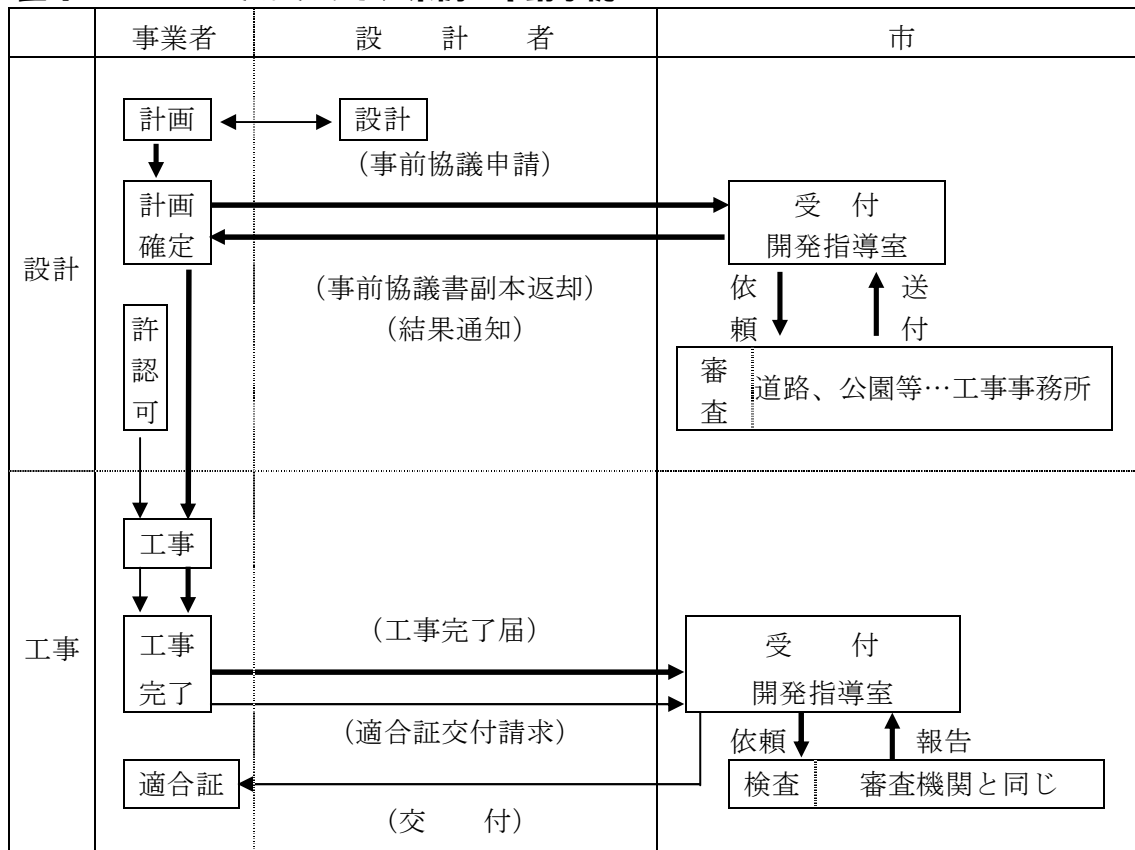 事業者 設計者 市
設計
計画 設計
（事前協議申請）
計画
確定
受付
開発指導室
（事前協議書副本返却）
（結果通知）
依頼 送付
許認可
審査 道路、公園等…工事事務所
工事
工事
工事
完了
（工事完了届）
受付
開発指導室
（適合証交付請求）
依頼 報告
適合証
検査 審査機関と同じ
（交付）